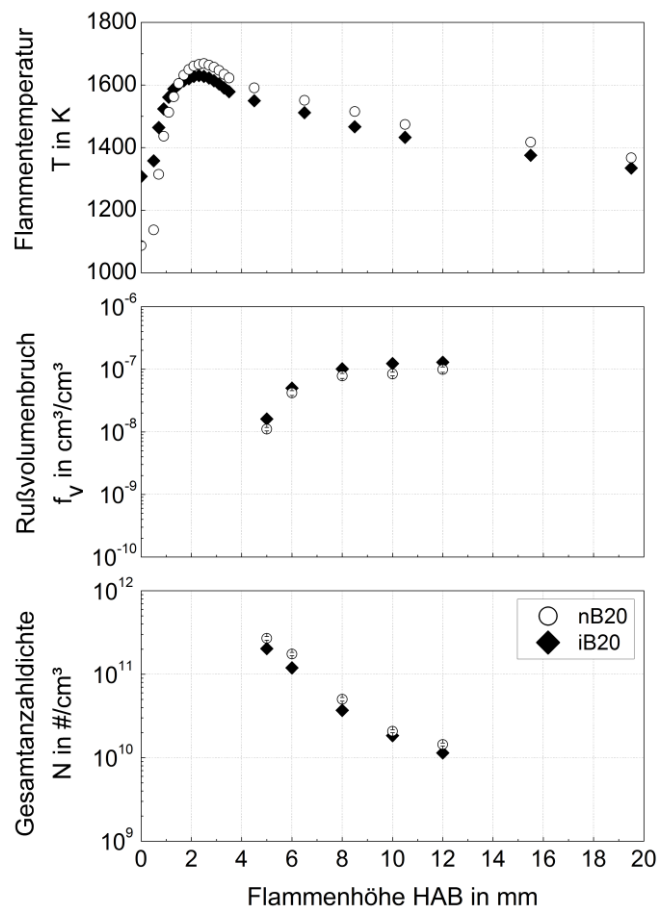 Flammentemperatur
T in K
1800
1600
1400
1200
1000
Rußvolumenbruch
f_v in cm³/cm³
10⁻⁶
10⁻⁷
10⁻⁸
10⁻⁹
10⁻¹⁰
Gesamtanzahldichte
N in #/cm³
10¹²
10¹¹
10¹⁰
10⁹
nB20
iB20
0 2 4 6 8 10 12 14 16 18 20
Flammenhöhe HAB in mm